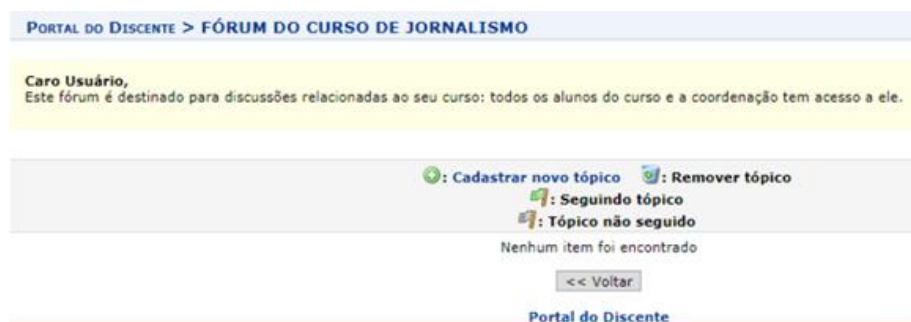 PORTAL DO DISCENTE > FÓRUM DO CURSO DE JORNALISMO
Caro Usuário,
Este fórum é destinado para discussões relacionadas ao seu curso: todos os alunos do curso e a coordenação tem acesso a ele.
: Cadastrar novo tópico : Remover tópico
: Seguindo tópico
: Tópico não seguido
Nenhum item foi encontrado
<< Voltar
Portal do Discente